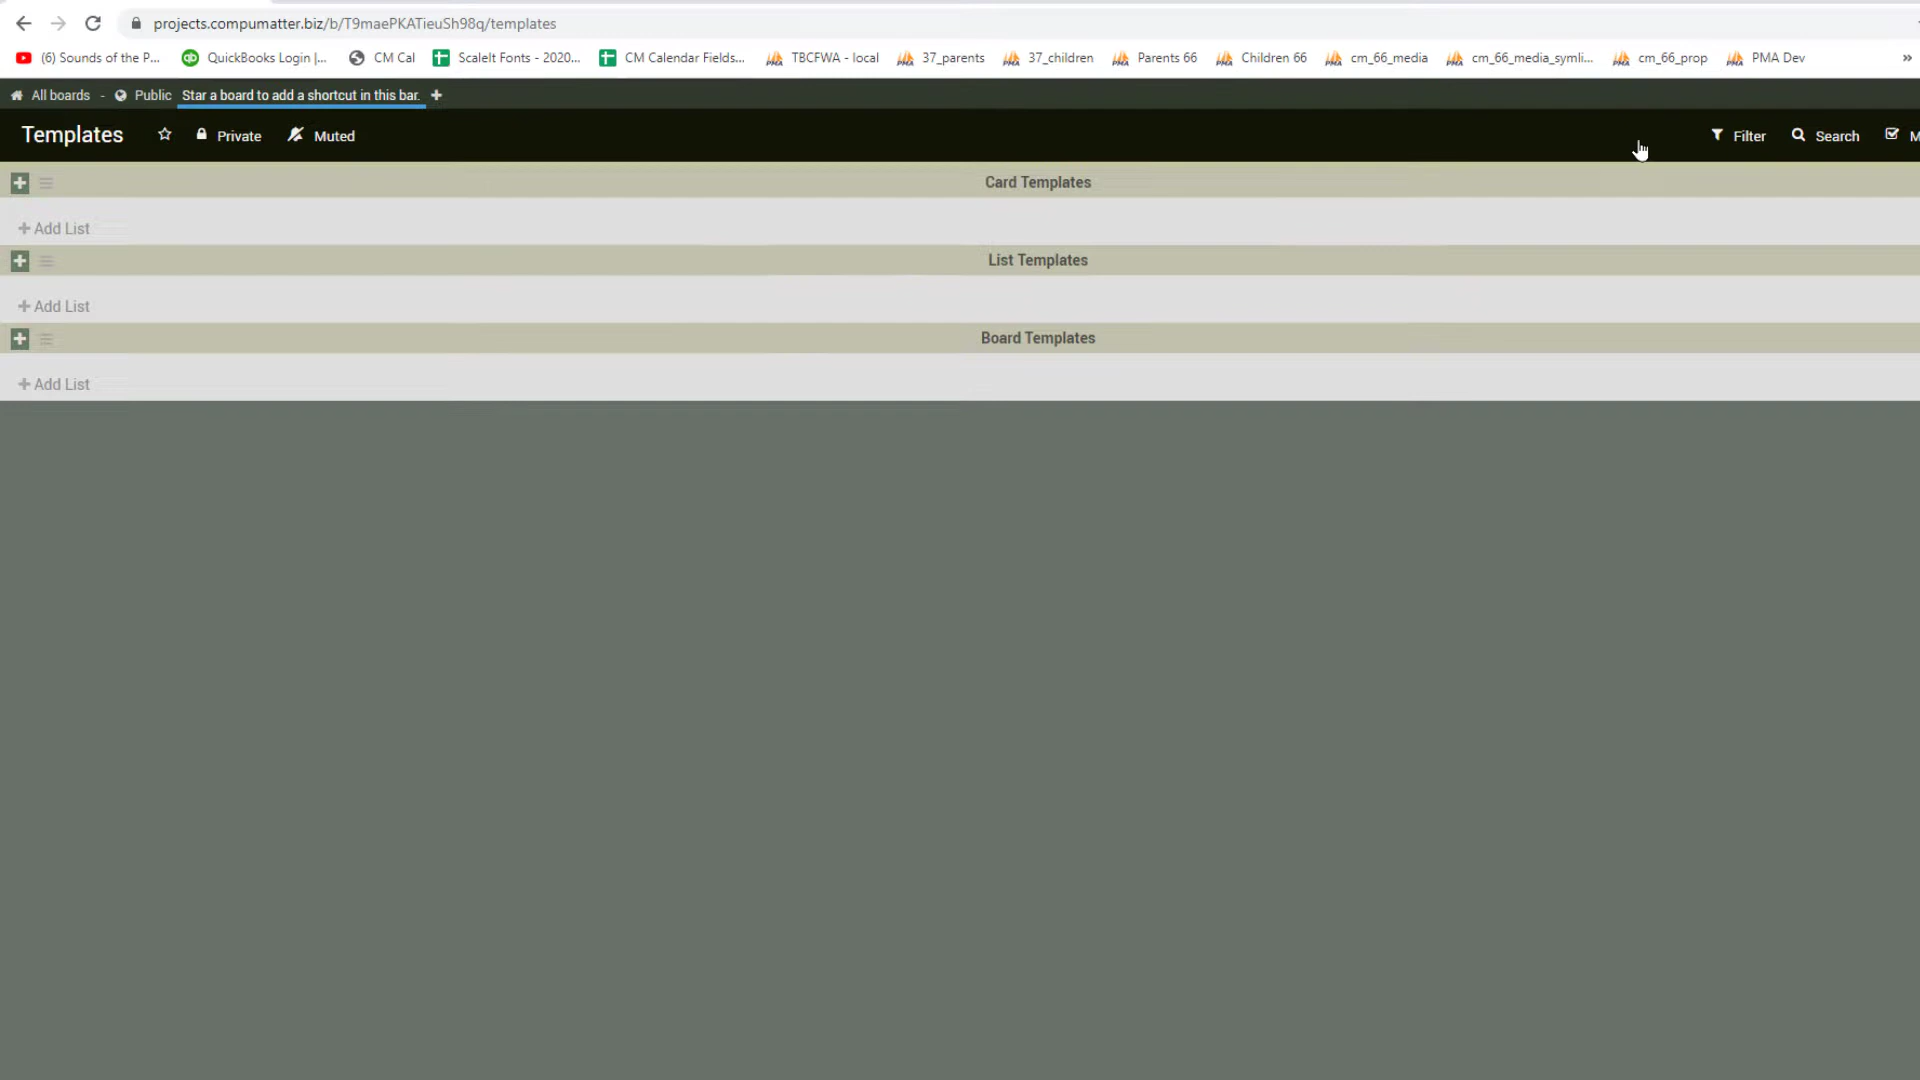 projects.compumatter.biz/b/T9maePKATieuSh98q/templates
(6) Sounds of the P... QuickBooks Login |... CM Cal ScaleIt Fonts - 2020... CM Calendar Fields... TBCFWA - local 37_parents 37_children Parents 66 Children 66 cm_66_media cm_66_media_symli... cm_66_prop PMA Dev »
All boards - Public Star a board to add a shortcut in this bar. +
Templates Private Muted Filter Search M
Card Templates
+ Add List
List Templates
+ Add List
Board Templates
+ Add List